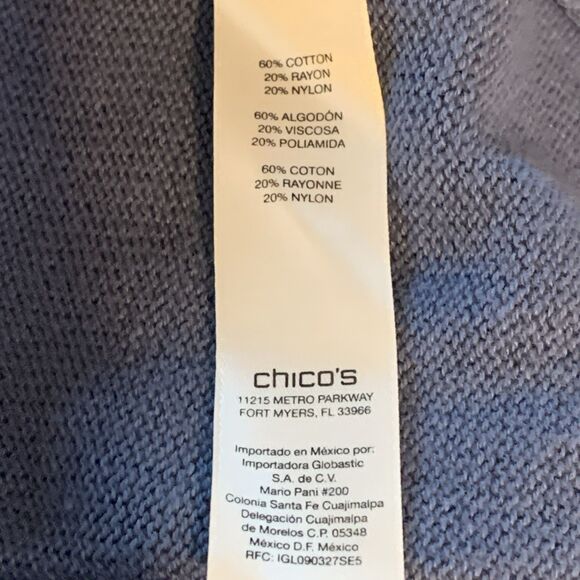 60% COTTON
20% RAYON
20% NYLON
60% ALGODÓN
20% VISCOSA
20% POLIAMIDA
60% COTON
20% RAYONNE
20% NYLON
chico's
11215 METRO PARKWAY
FORT MYERS, FL 33966
Importado en México por:
Importadora Globastic
S.A. de C.V.
Mario Pani #200
Colonia Santa Fe Cuajimalpa
Delegación Cuajimalpa
de Morelos C.P. 05348
México D.F. México
RFC: IGL090327SE5